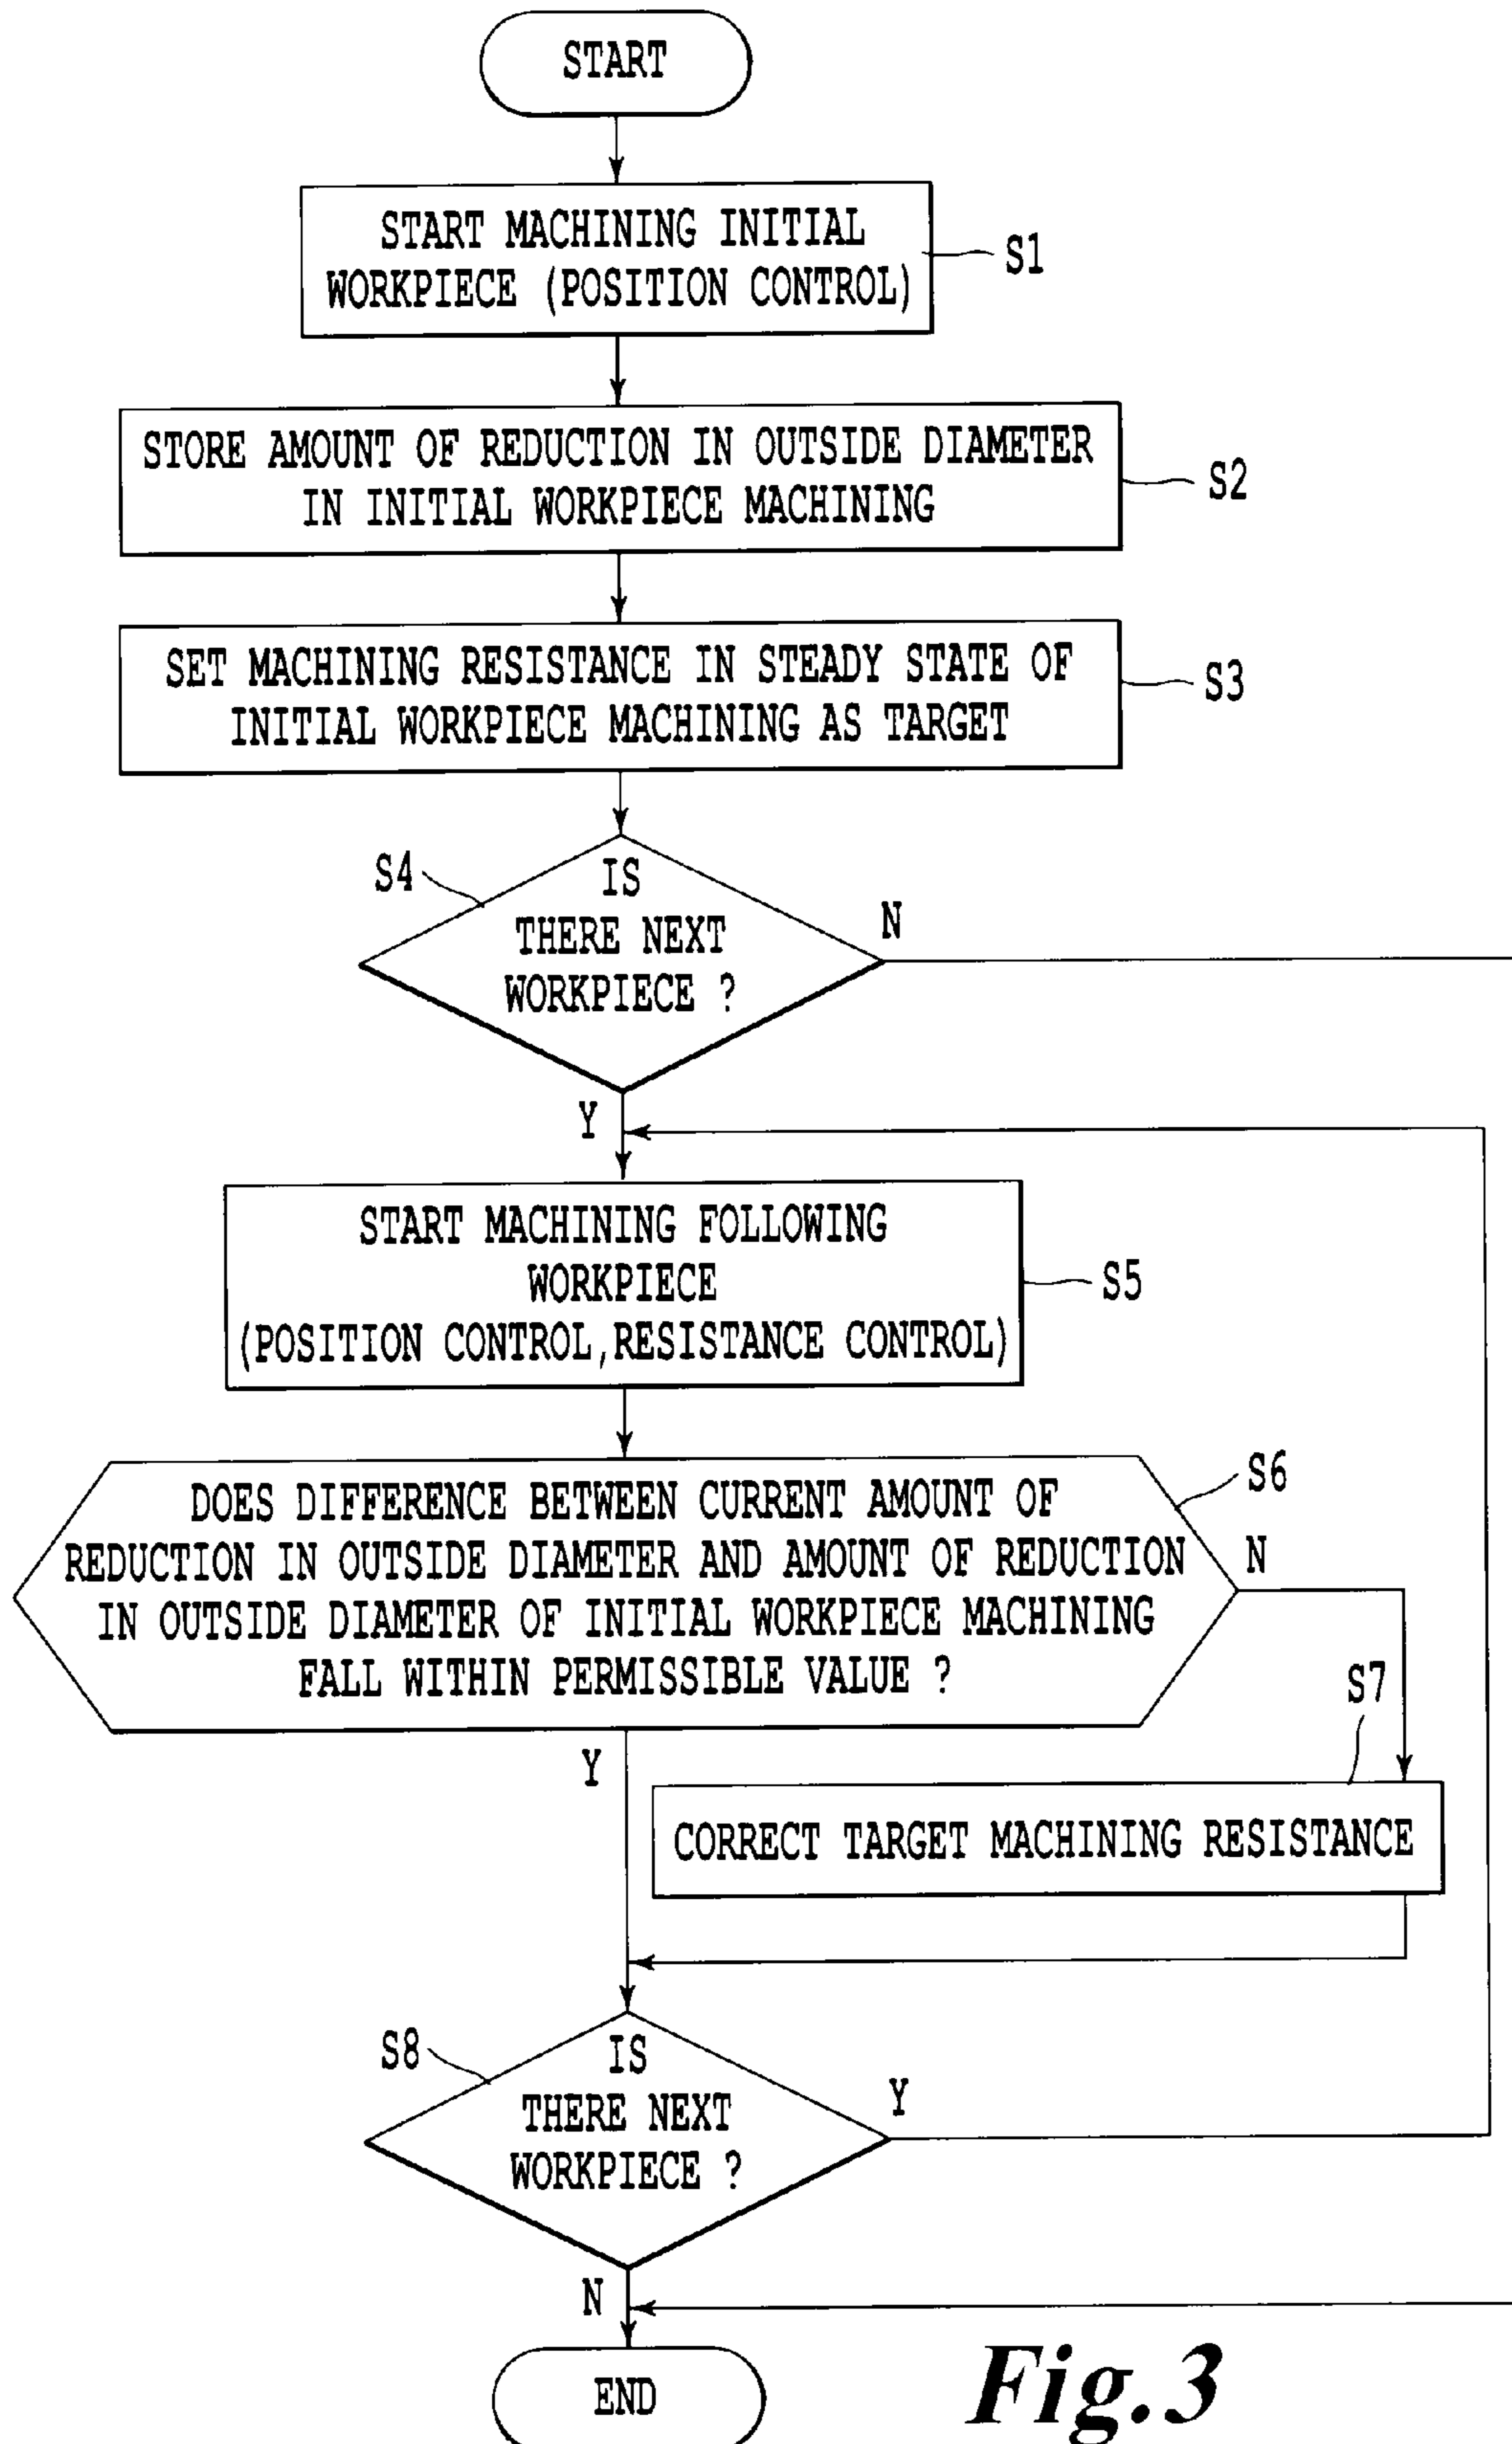 START
START MACHINING INITIAL
WORKPIECE (POSITION CONTROL)
S1
STORE AMOUNT OF REDUCTION IN OUTSIDE DIAMETER
IN INITIAL WORKPIECE MACHINING
S2
SET MACHINING RESISTANCE IN STEADY STATE OF
INITIAL WORKPIECE MACHINING AS TARGET
S3
S4
IS
THERE NEXT
WORKPIECE ?
N
Y
START MACHINING FOLLOWING
WORKPIECE
(POSITION CONTROL,RESISTANCE CONTROL)
S5
DOES DIFFERENCE BETWEEN CURRENT AMOUNT OF
REDUCTION IN OUTSIDE DIAMETER AND AMOUNT OF REDUCTION
IN OUTSIDE DIAMETER OF INITIAL WORKPIECE MACHINING
FALL WITHIN PERMISSIBLE VALUE ?
S6
N
Y
S7
CORRECT TARGET MACHINING RESISTANCE
S8
IS
THERE NEXT
WORKPIECE ?
Y
N
END
Fig.3